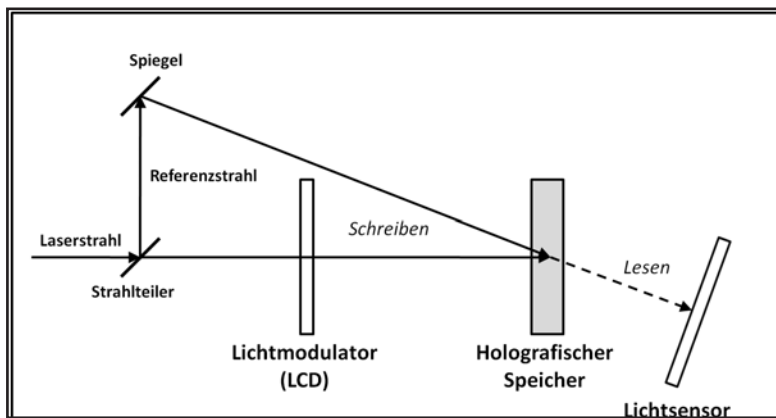 Spiegel
Referenzstrahl
Schreiben
Laserstrahl
Lesen
Strahlteiler
Lichtmodulator
(LCD)
Holografischer
Speicher
Lichtsensor